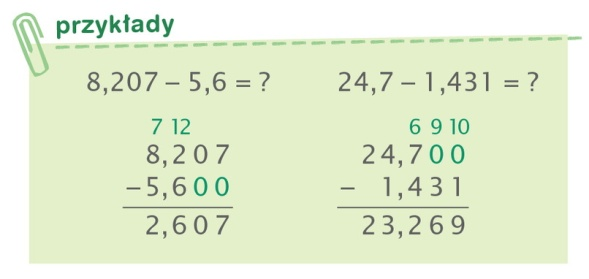 przykłady
8,207 – 5,6 = ?
7 12
8,207
–5,600
2,607
24,7 – 1,431 = ?
6 9 10
24,700
– 1,431
23,269